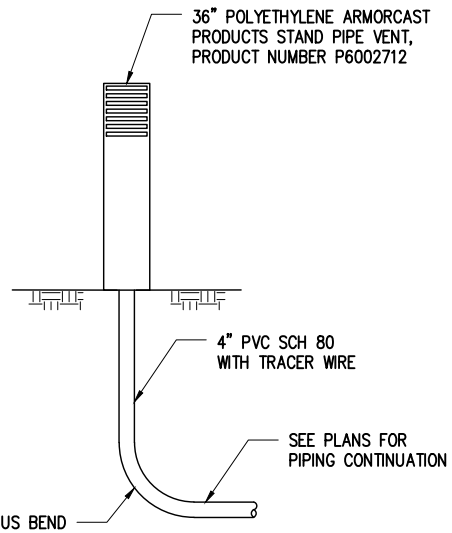 36" POLYETHYLENE ARMORCAST
PRODUCTS STAND PIPE VENT,
PRODUCT NUMBER P6002712
4" PVC SCH 80
WITH TRACER WIRE
SEE PLANS FOR
PIPING CONTINUATION
US BEND